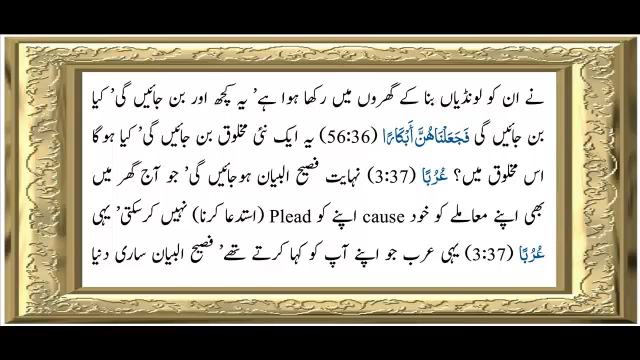 نے ان کو لونڈیاں بنا کے گھروں میں رکھا ہوا ہے’ یہ کچھ اور بن جائیں گی’ کیا
بن جائیں گی فَجَعَلْنَاهُنَّ أَبْكَارًا (56:36) یہ ایک نئی مخلوق بن جائیں گی’ کیا ہوگا
اس مخلوق میں؟ عُرُبًا (3:37) نہایت فصیح البیان ہوجائیں گی’ جو آج گھر میں
بھی اپنے معاملے کو خود cause اپنے کو Plead (استدعا کرنا) نہیں کرسکتی’ یہی
عُرُبًا (3:37) یہی عرب جو اپنے آپ کو کہا کرتے تھے’ فصیح البیان ساری دنیا